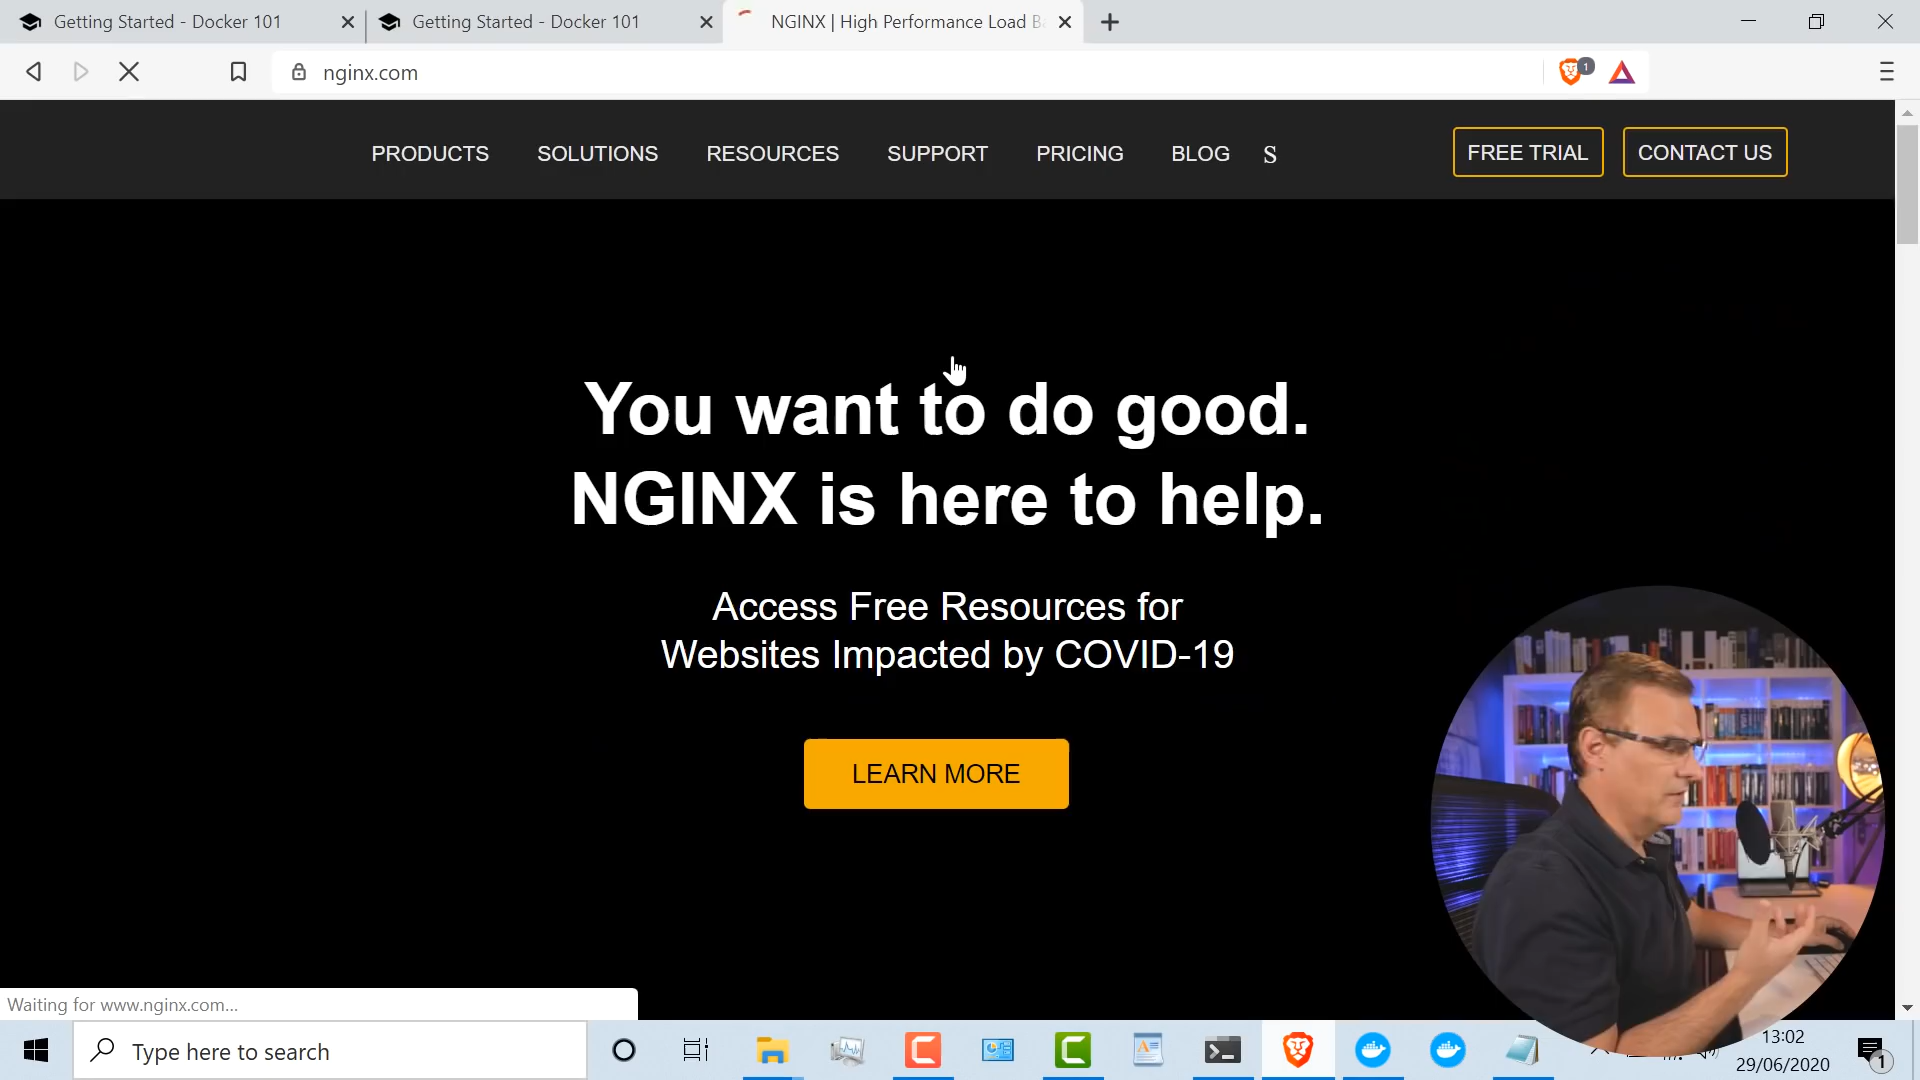 Getting Started - Docker 101
Getting Started - Docker 101
NGINX | High Performance Load Ba
nginx.com
1
PRODUCTS
SOLUTIONS
RESOURCES
SUPPORT
PRICING
BLOG
S
FREE TRIAL
CONTACT US
You want to do good.
NGINX is here to help.
Access Free Resources for
Websites Impacted by COVID-19
LEARN MORE
Waiting for www.nginx.com...
Type here to search
13:02
29/06/2020
1